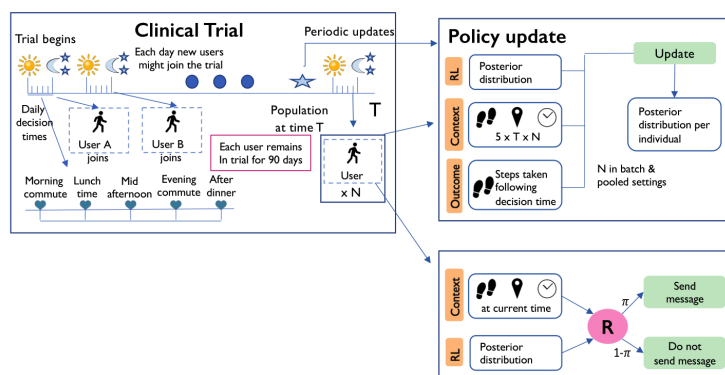 Clinical Trial
Trial begins
Each day new users
might join the trial
Periodic updates
T
Daily
decision
times
User A
joins
User B
joins
Population
at time T
Each user remains
In trial for 90 days
User
x N
Morning
commute
Lunch
time
Mid
afternoon
Evening
commute
After
dinner
Policy update
RL
Posterior
distribution
Update
Context
5 x T x N
Posterior
distribution per
individual
Outcome
Steps taken
following
decision time
N in batch &
pooled settings
Context
at current time
RL
Posterior
distribution
R
π
1-π
Send
message
Do not
send message